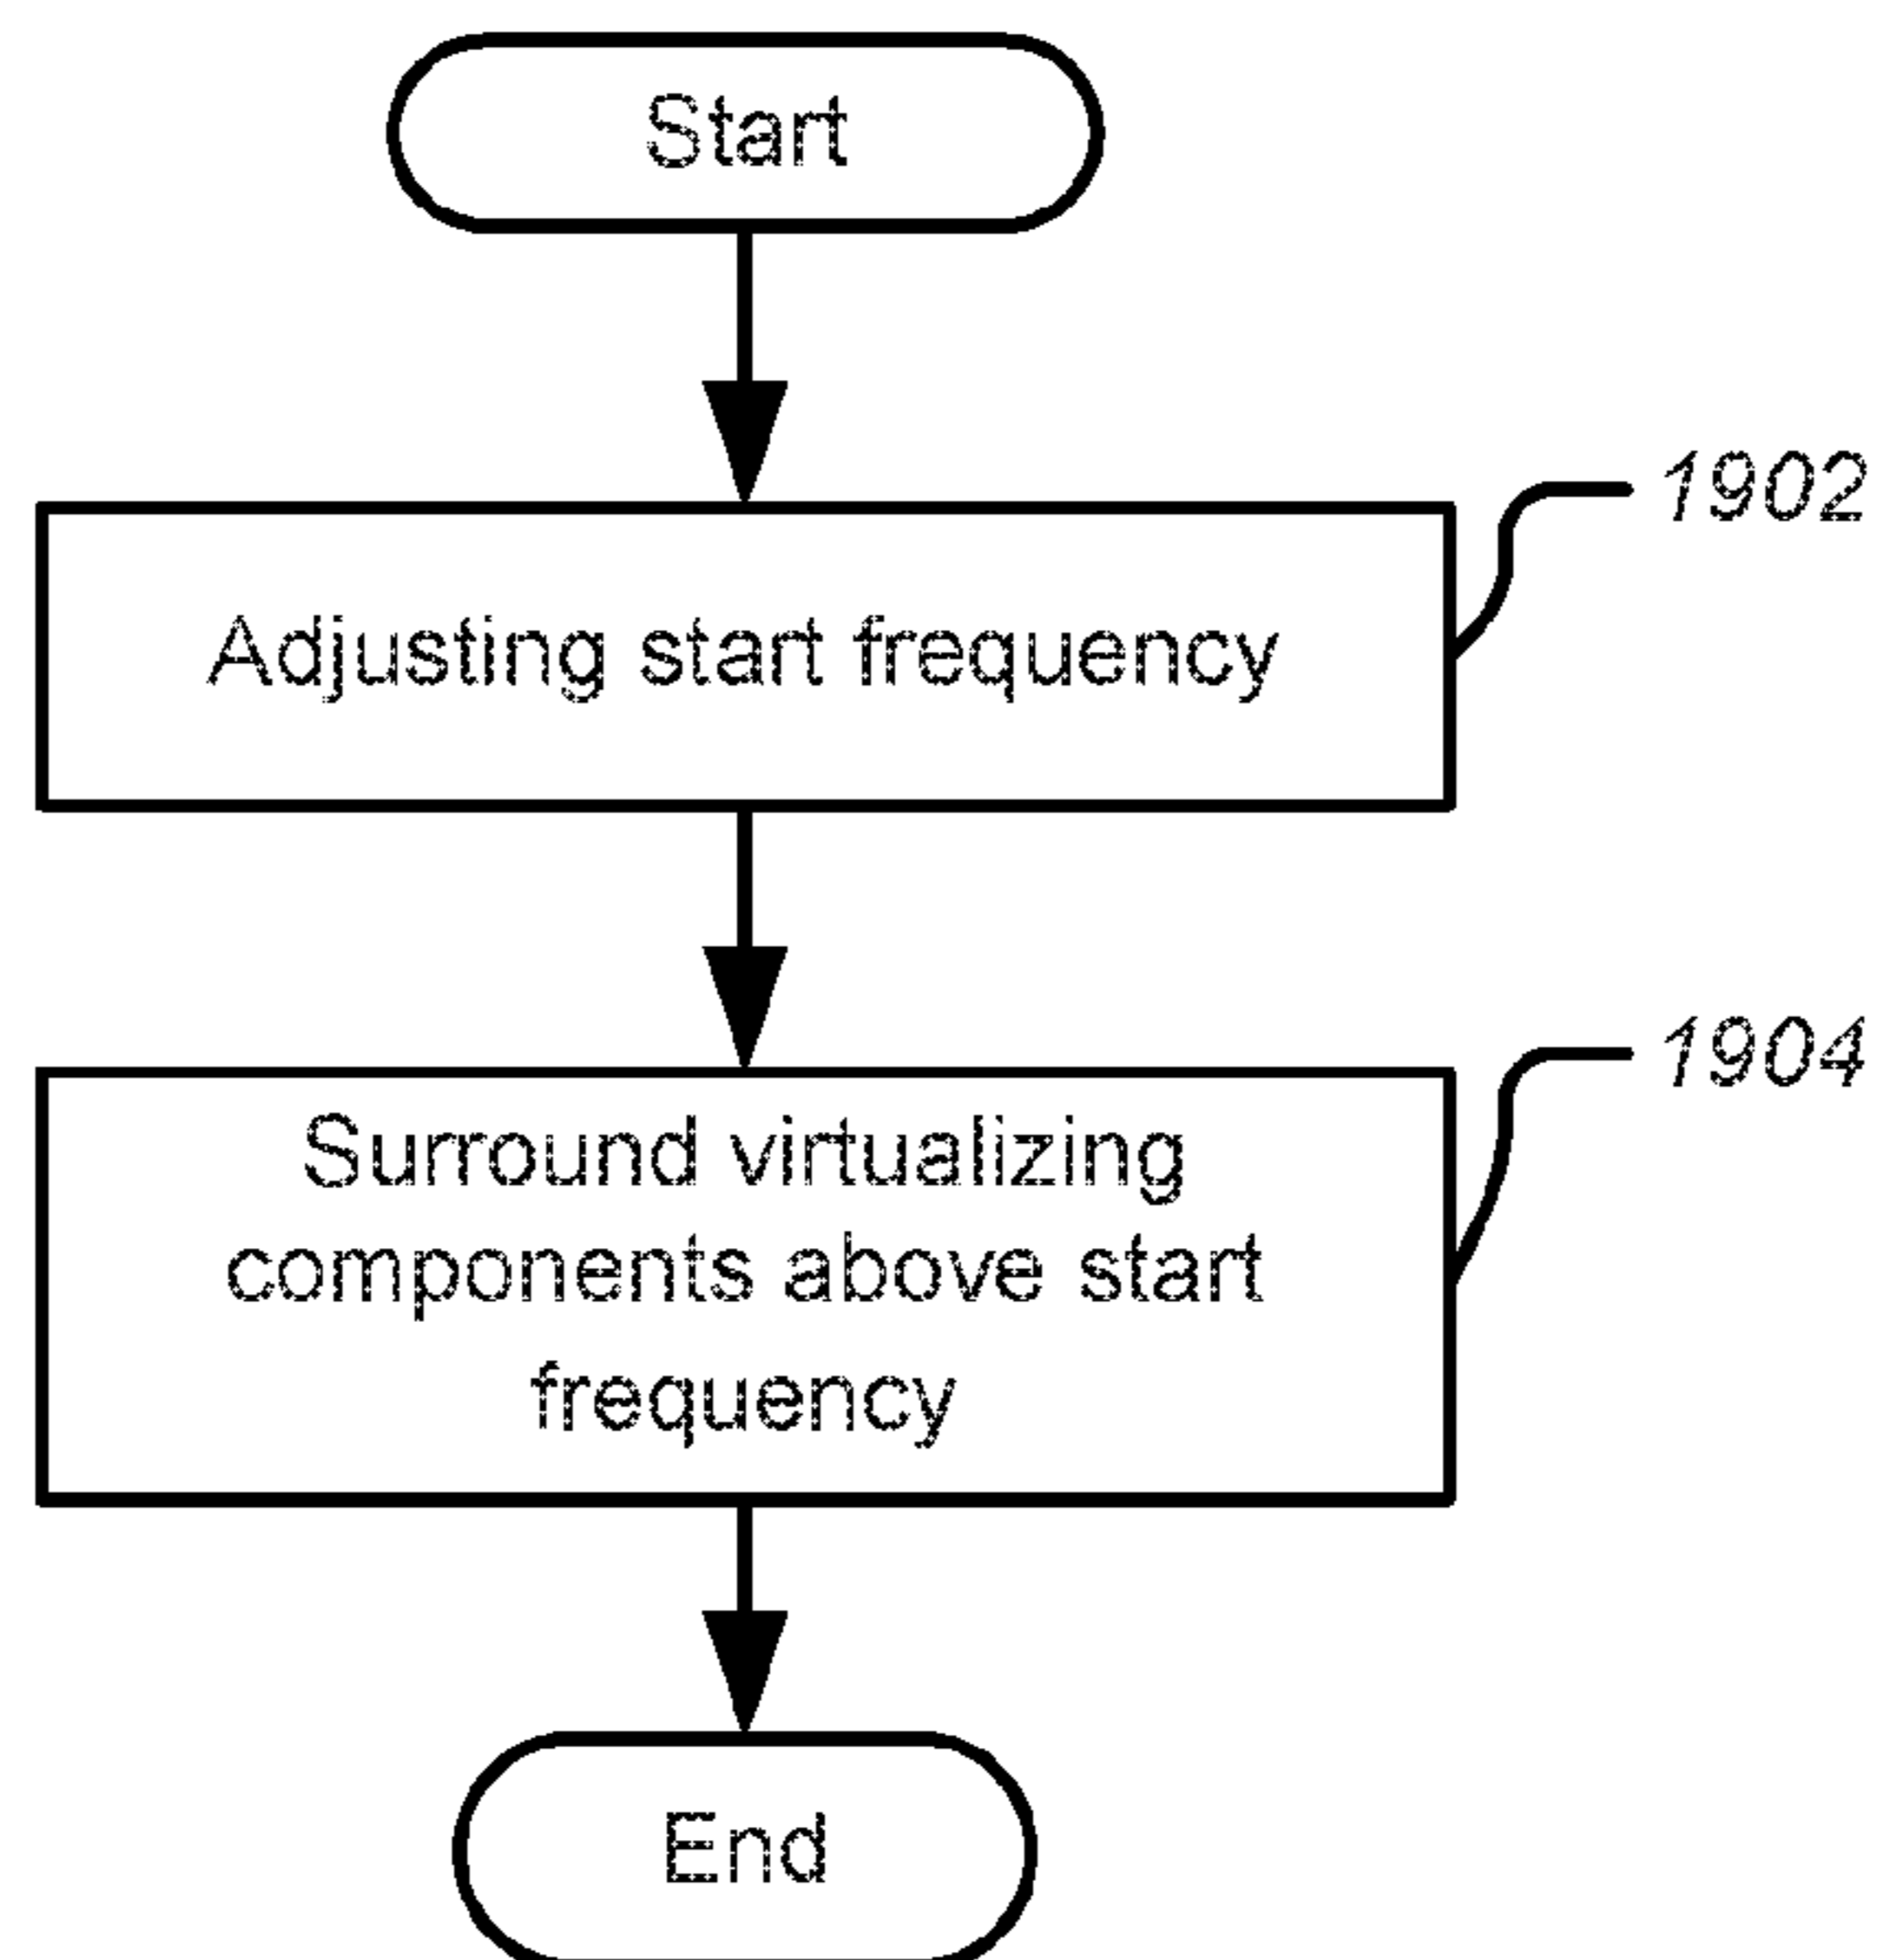 Start
1902
Adjusting start frequency
1904
Surround virtualizing
components above start
frequency
End